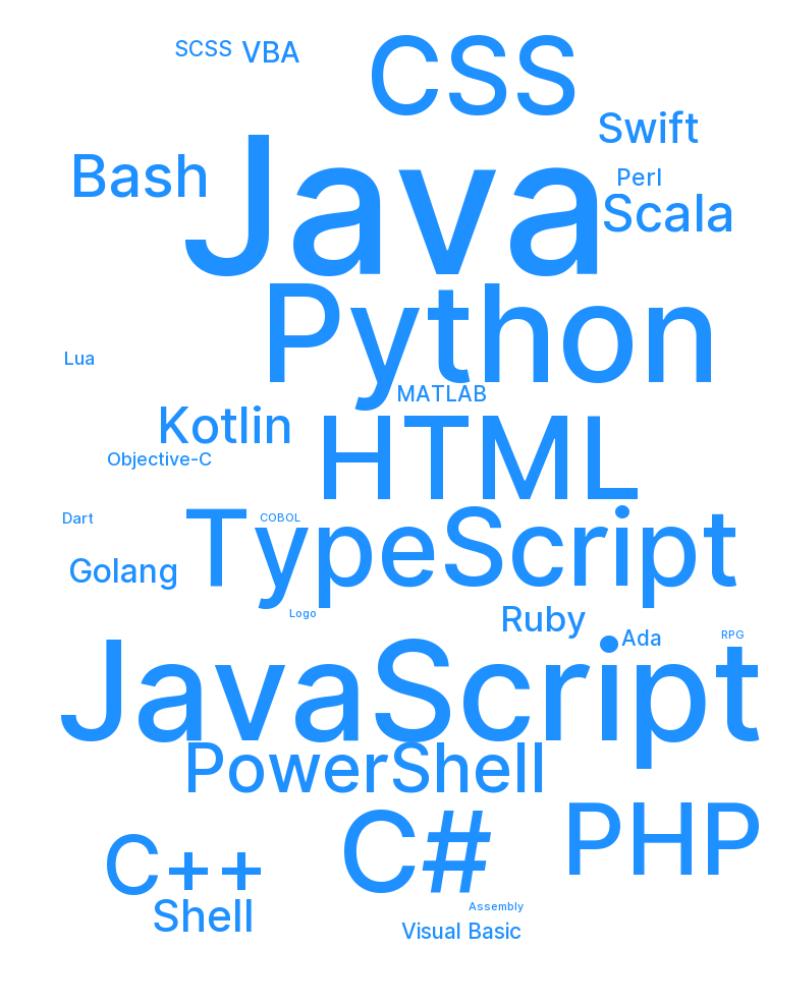 CSS
SCSS VBA
Swift
Java
Bash
Perl
Scala
Python
Lua
MATLAB
Kotlin
HTML
Objective-C
TypeScript
COBOL
Dart
Golang
Logo
Ruby
Ada
RPG
JavaScript
PowerShell
PHP
C#
C++
Shell
Assembly
Visual Basic